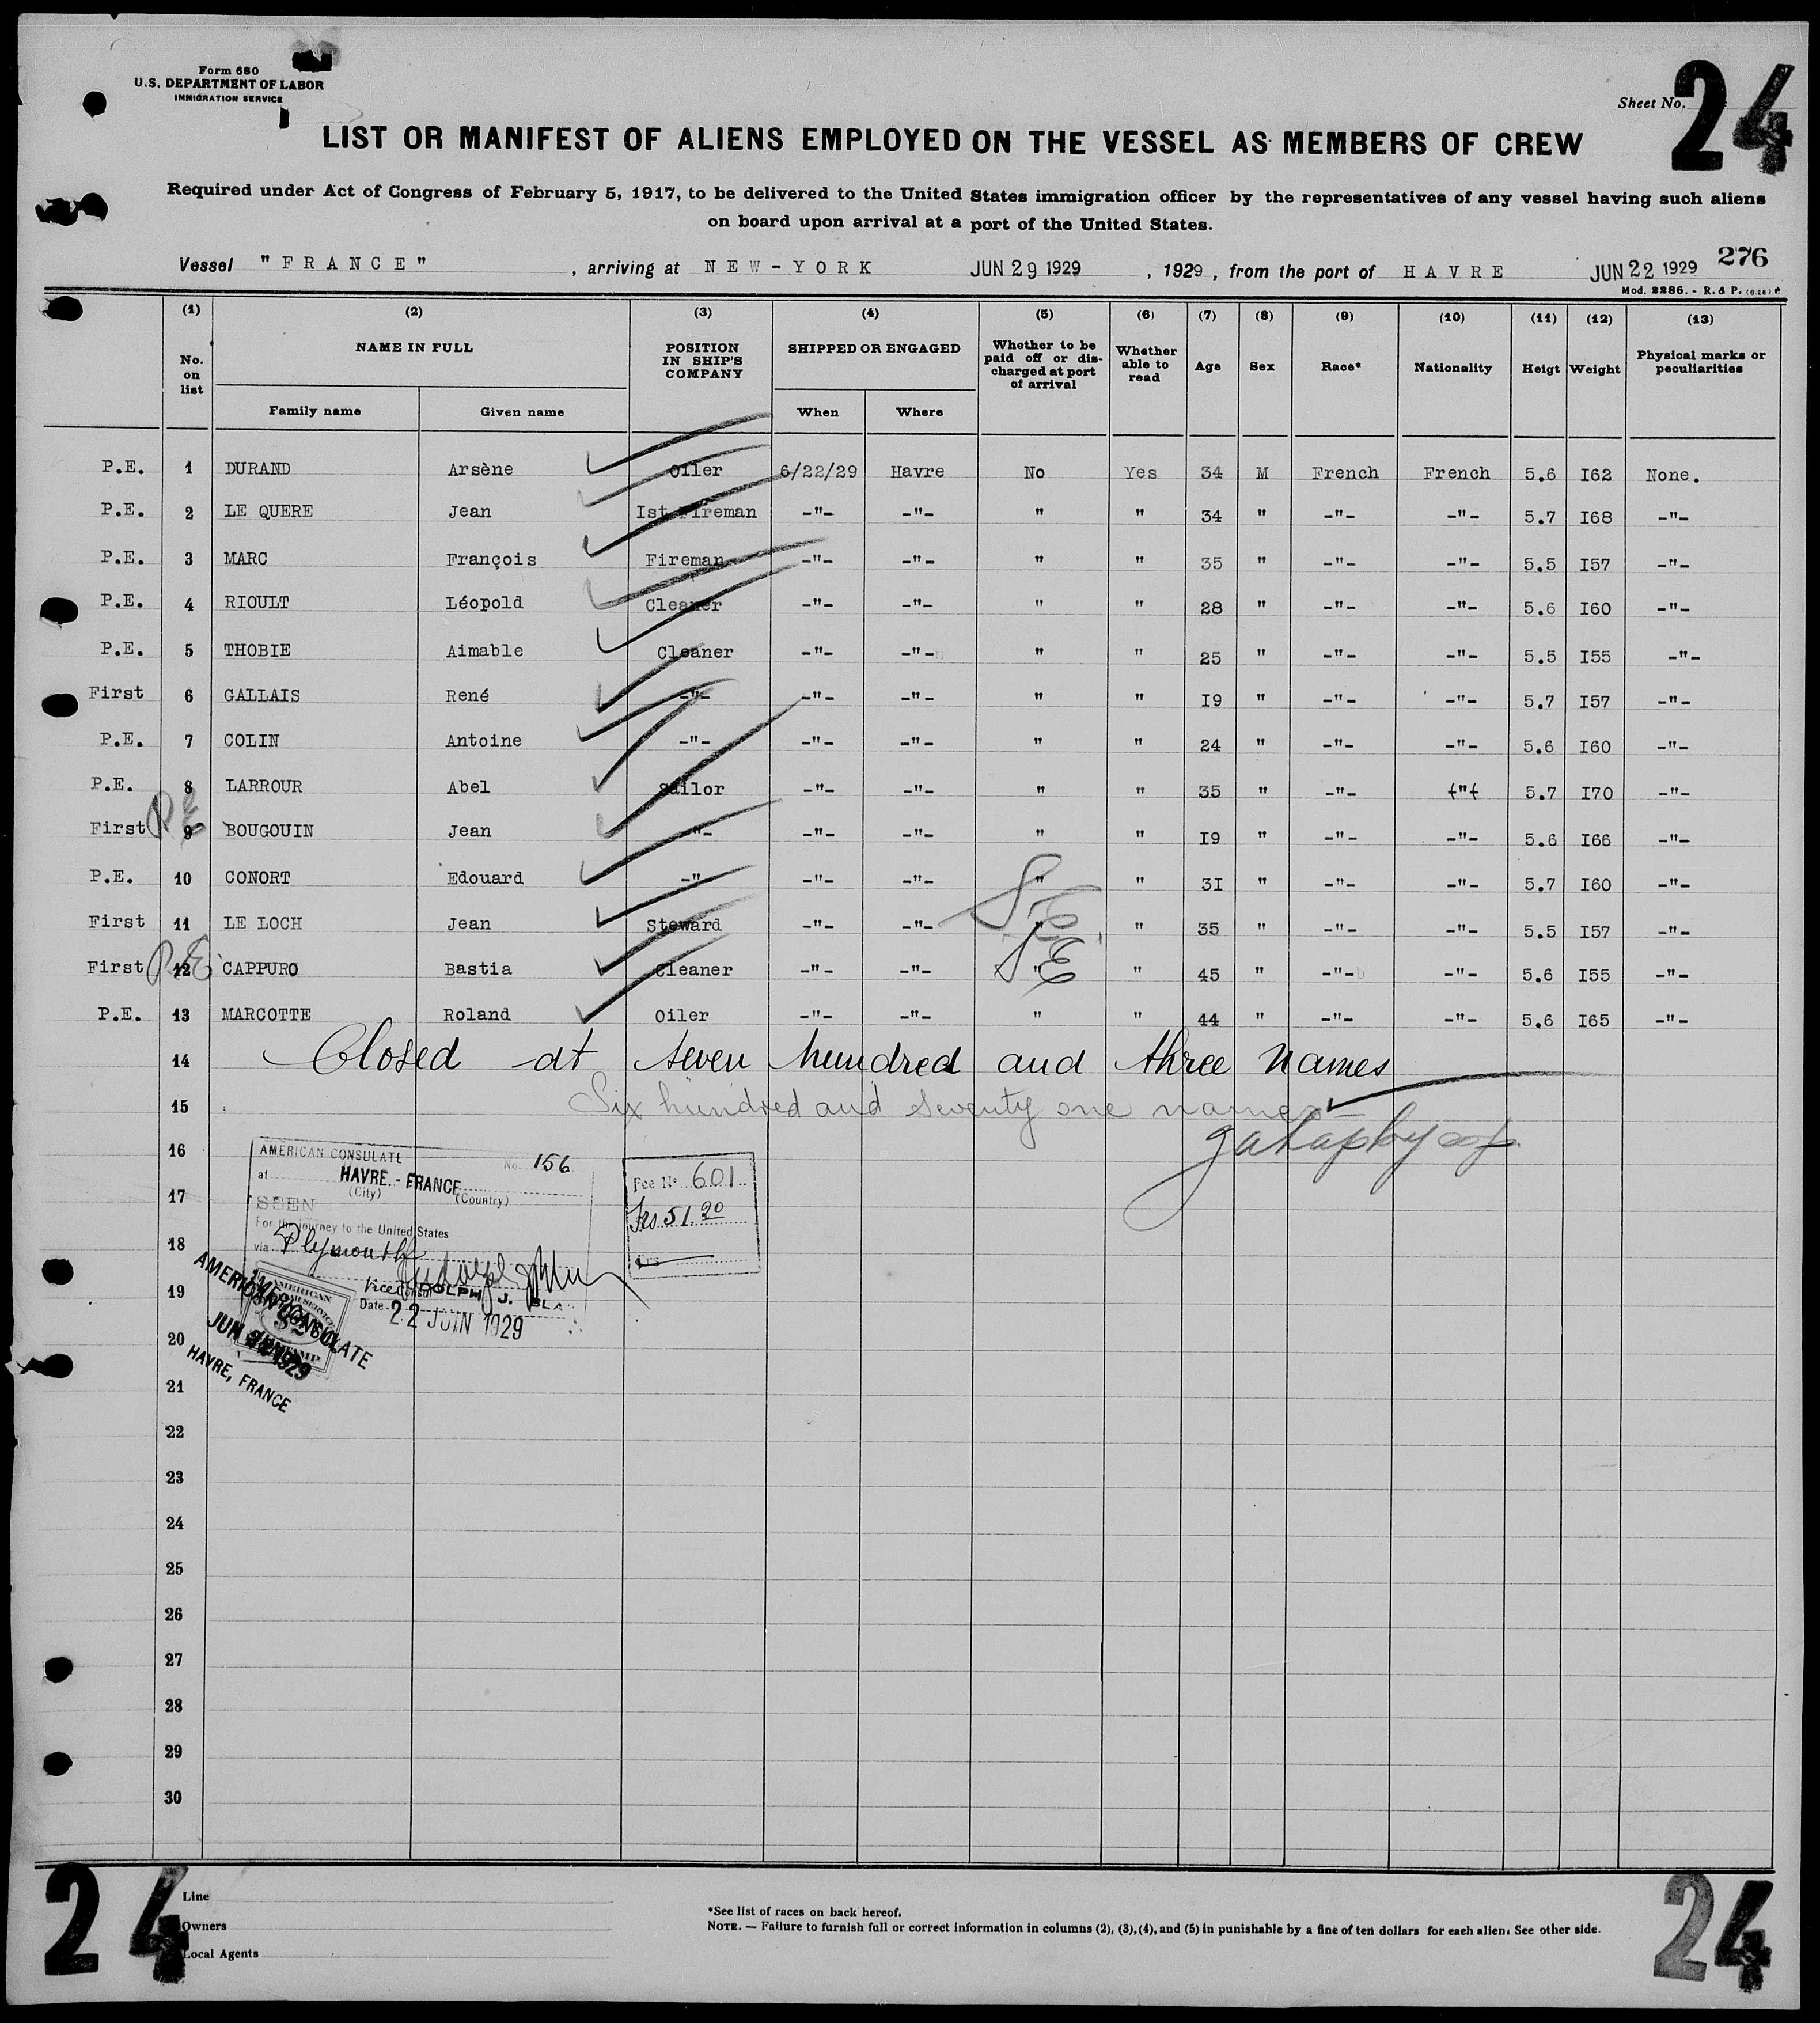 Form 680
U.S. DEPARTMENT OF LABOR
IMMIGRATION SERVICE
Sheet No. 24
LIST OR MANIFEST OF ALIENS EMPLOYED ON THE VESSEL AS MEMBERS OF CREW
Required under Act of Congress of February 5, 1917, to be delivered to the United States immigration officer by the representatives of any vessel having such aliens
on board upon arrival at a port of the United States.
276
Vessel "FRANCE", arriving at NEW-YORK JUN 29 1929, 1929, from the port of HAVRE JUN 22 1929
Mod. 2286. - R. & P.
(1) (2) (3) (4) (5) (6) (7) (8) (9) (10) (11) (12) (13)
No. on list NAME IN FULL Family name Given name POSITION IN SHIP'S COMPANY SHIPPED OR ENGAGED When Where Whether to be paid off or discharged at port of arrival Whether able to read Age Sex Race* Nationality Heigt Weight Physical marks or peculiarities
P.E. 1 DURAND Arsène Oiler 6/22/29 Havre No Yes 34 M French French 5.6 I62 None.
P.E. 2 LE QUERE Jean Ist Fireman -"- -"- " " 34 " -"- -"- 5.7 I68 -"-
P.E. 3 MARC François Fireman -"- -"- " " 35 " -"- -"- 5.5 I57 -"-
P.E. 4 RIOULT Léopold Cleaner -"- -"- " " 28 " -"- -"- 5.6 I60 -"-
P.E. 5 THOBIE Aimable Cleaner -"- -"- " " 25 " -"- -"- 5.5 I55 -"-
First 6 GALLAIS René -"- -"- -"- " " I9 " -"- -"- 5.7 I57 -"-
P.E. 7 COLIN Antoine -"- -"- -"- " " 24 " -"- -"- 5.6 I60 -"-
P.E. 8 LARROUR Abel Sailor -"- -"- " " 35 " -"- -"- 5.7 I70 -"-
First 9 BOUGOUIN Jean -"- -"- -"- " " I9 " -"- -"- 5.6 I66 -"-
P.E. 10 CONORT Edouard -"- -"- -"- " " 3I " -"- -"- 5.7 I60 -"-
First 11 LE LOCH Jean Steward -"- -"- " S.E. " 35 " -"- -"- 5.5 I57 -"-
First P.E 12 CAPPURO Bastia Cleaner -"- -"- " SE " 45 " -"- -"- 5.6 I55 -"-
P.E. 13 MARCOTTE Roland Oiler -"- -"- " " 44 " -"- -"- 5.6 I65 -"-
14 Closed at seven hundred and three names
15 Six hundred and seventy one names
16
AMERICAN CONSULATE No. 156
at HAVRE - FRANCE
(City) (Country)
17
SEEN
For the journey to the United States
via Plymouth
18
Vice Consul
Date 22 JUIN 1929
Fee No 601
Frs 51.20
19
AMERICAN CONSULATE
20
HAVRE, FRANCE
21
22
23
24
25
26
27
28
29
30
24
Line
Owners
Local Agents
*See list of races on back hereof.
NOTE. — Failure to furnish full or correct information in columns (2), (3), (4), and (5) in punishable by a fine of ten dollars for each alien. See other side.
24